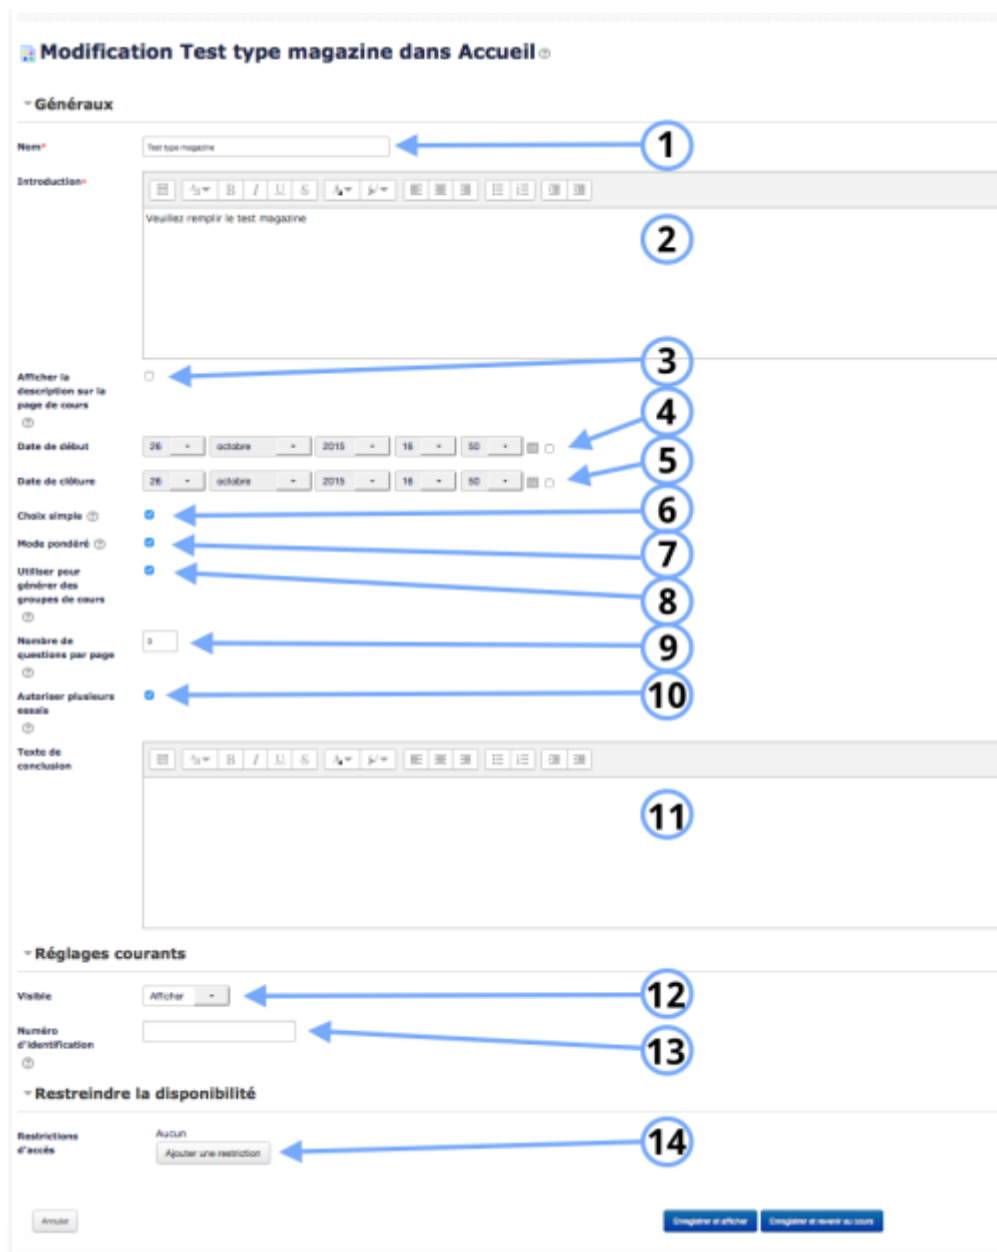 Modification Test type magazine dans Accueil
Généraux
Nom*
Test type magazine
1
Introduction*
Veuillez remplir le test magazine
2
Afficher la
description sur la
page de cours
3
4
Date de début
26 octobre 2015 16 50
5
Date de clôture
26 octobre 2015 16 50
Choix simple
6
Mode pondéré
7
Utiliser pour
générer des
groupes de cours
8
Nombre de
questions par page
9
Autoriser plusieurs
essais
10
Texte de
conclusion
11
Réglages courants
Visible
Afficher
12
Numéro
d'identification
13
Restreindre la disponibilité
Restrictions
d'accès
Aucun
Ajouter une restriction
14
Annuler
Enregistrer et afficher
Enregistrer et revenir au cours